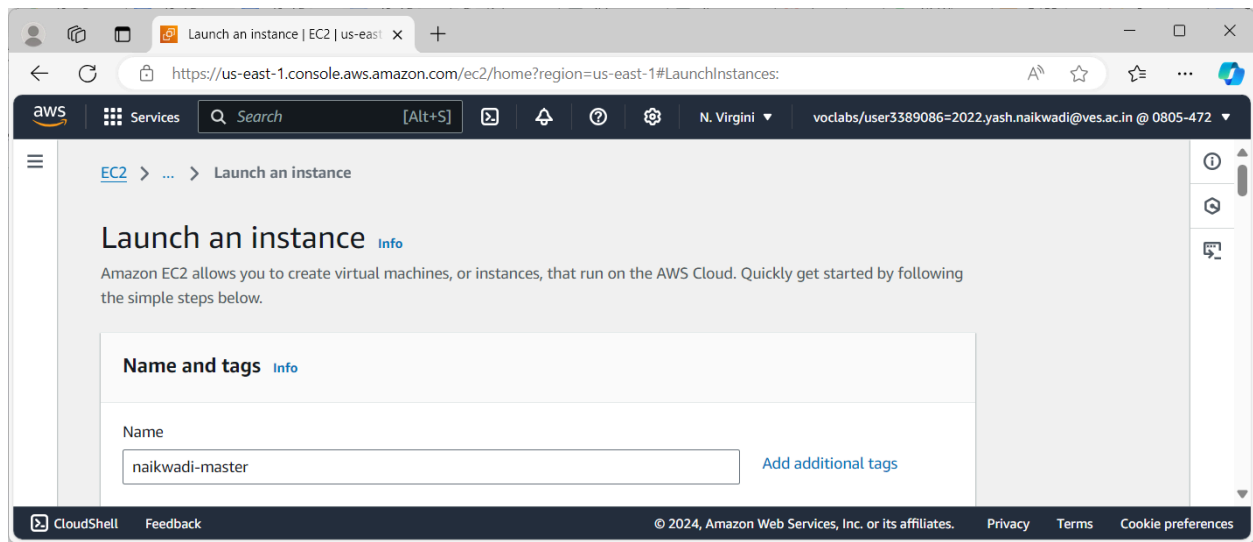 Launch an instance | EC2 | us-east
https://us-east-1.console.aws.amazon.com/ec2/home?region=us-east-1#LaunchInstances:
aws Services Search [Alt+S] N. Virgini voclabs/user3389086=2022.yash.naikwadi@ves.ac.in @ 0805-472
EC2 > ... > Launch an instance
Launch an instance Info
Amazon EC2 allows you to create virtual machines, or instances, that run on the AWS Cloud. Quickly get started by following
the simple steps below.
Name and tags Info
Name
naikwadi-master Add additional tags
CloudShell Feedback © 2024, Amazon Web Services, Inc. or its affiliates. Privacy Terms Cookie preferences